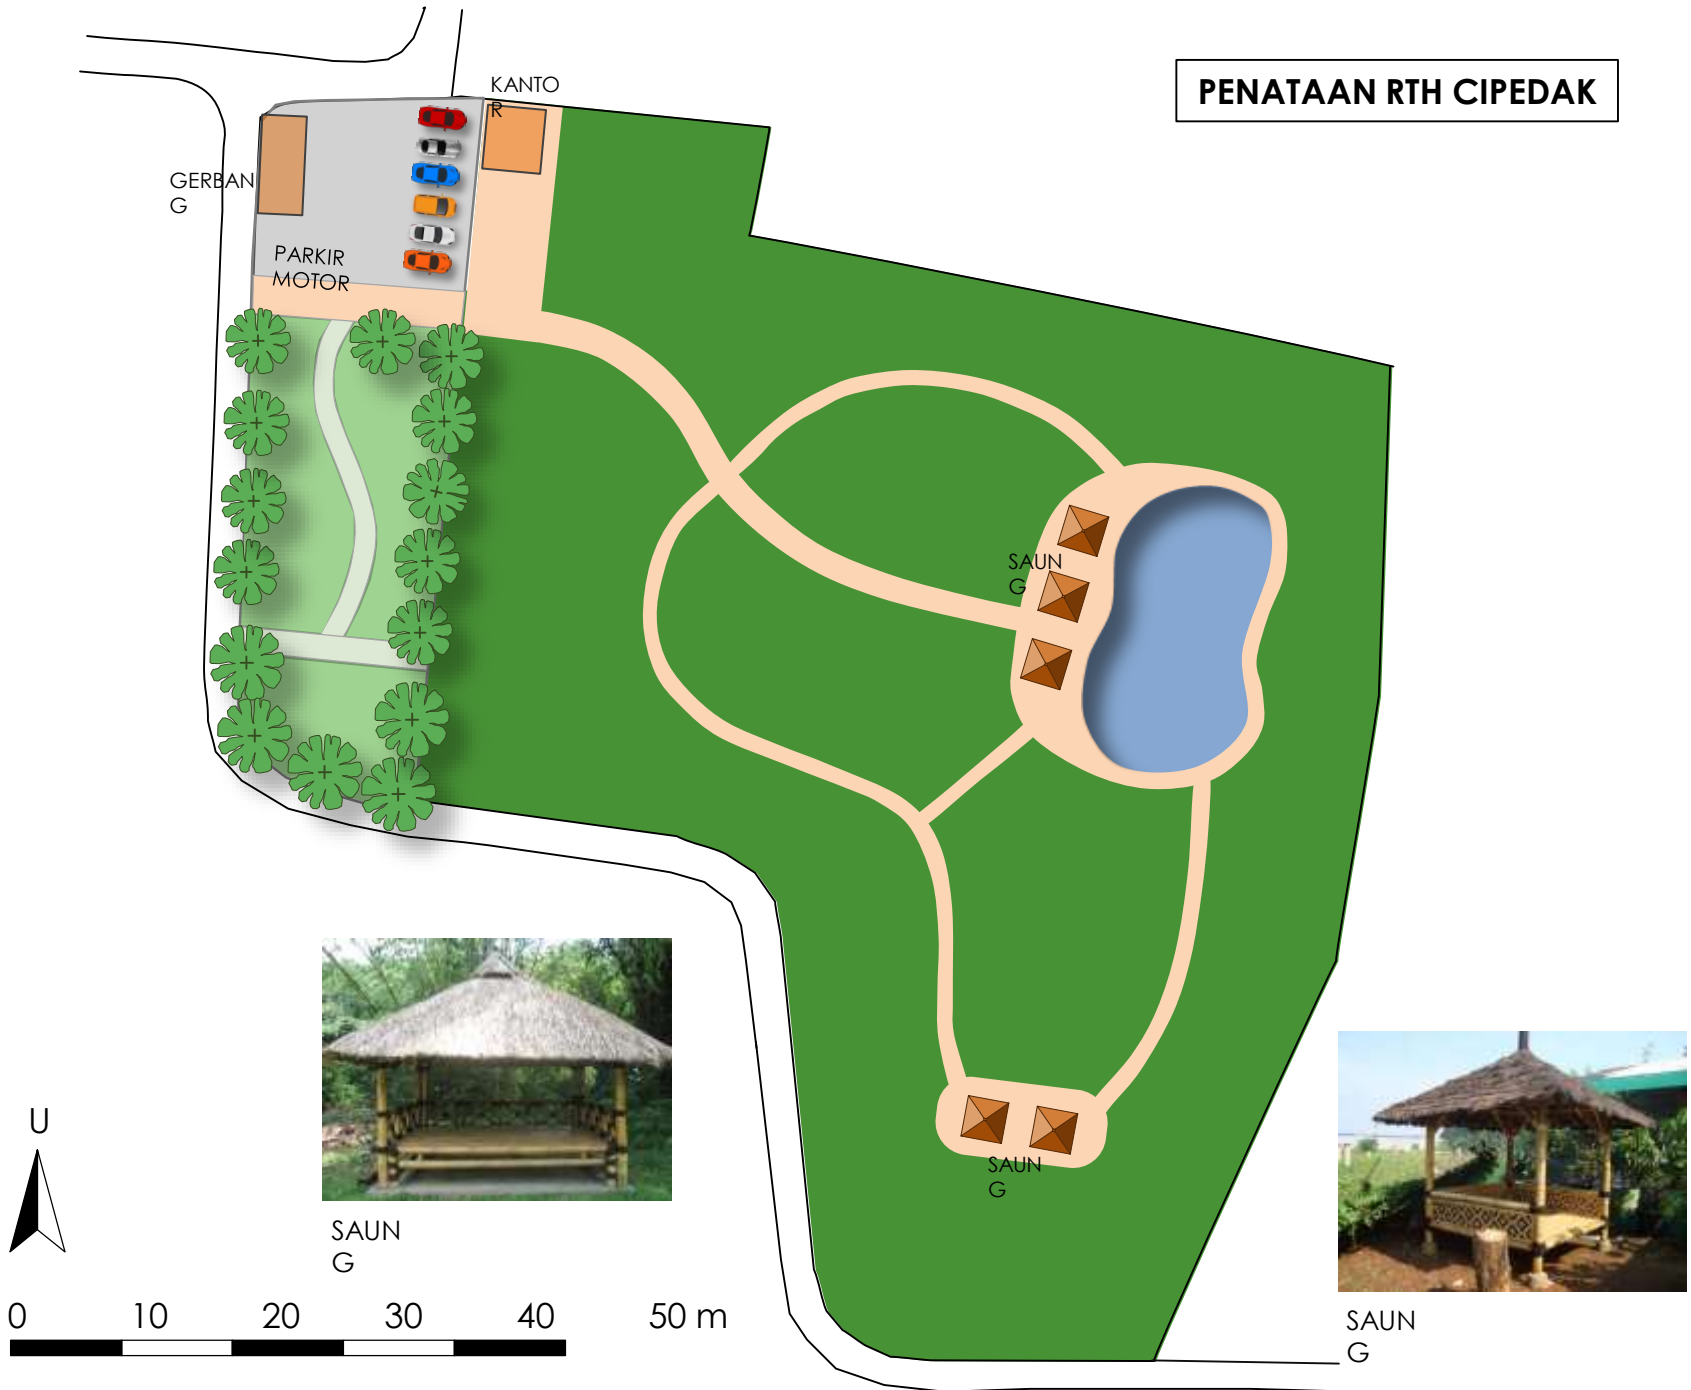 PENATAAN RTH CIPEDAK
KANTO
R
GERBAN
G
PARKIR
MOTOR
SAUN
G
SAUN
G
U
SAUN
G
0 10 20 30 40 50 m
SAUN
G